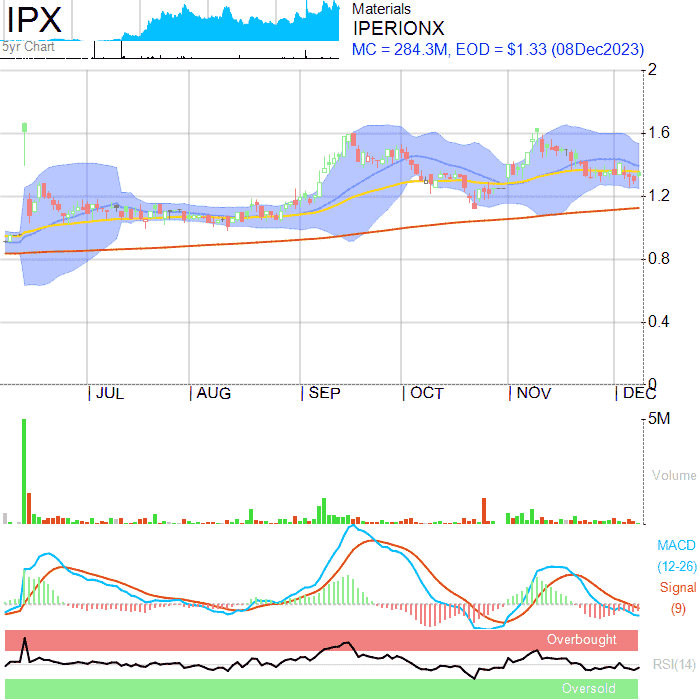 IPX
5yr Chart
Materials
IPERIONX
MC = 284.3M, EOD = $1.33 (08Dec2023)
2
1.6
1.2
0.8
0.4
0
JUL AUG SEP OCT NOV DEC
5M
Volume
MACD
(12-26)
Signal
(9)
Overbought
RSI(14)
Oversold